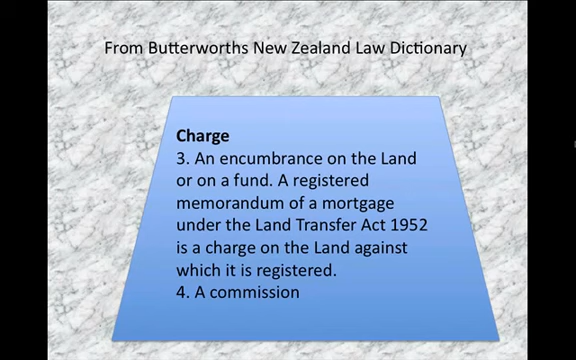 From Butterworths New Zealand Law Dictionary
Charge
3. An encumbrance on the Land
or on a fund. A registered
memorandum of a mortgage
under the Land Transfer Act 1952
is a charge on the Land against
which it is registered.
4. A commission